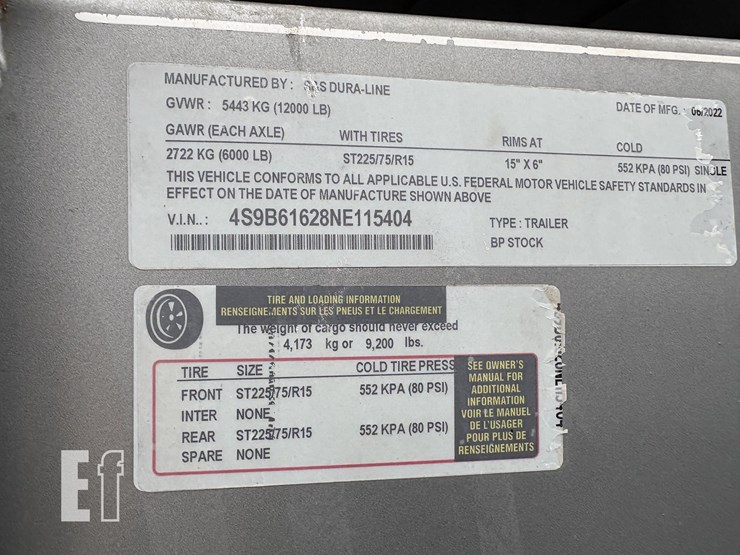 MANUFACTURED BY: SAS DURA-LINE
GVWR: 5443 KG (12000 LB)
DATE OF MFG. 06/2022
GAWR (EACH AXLE) WITH TIRES RIMS AT COLD
2722 KG (6000 LB) ST225/75/R15 15" X 6" 552 KPA (80 PSI) SINGLE
THIS VEHICLE CONFORMS TO ALL APPLICABLE U.S. FEDERAL MOTOR VEHICLE SAFETY STANDARDS IN
EFFECT ON THE DATE OF MANUFACTURE SHOWN ABOVE
V.I.N.: 4S9B61628NE115404 TYPE: TRAILER
BP STOCK
TIRE AND LOADING INFORMATION
RENSEIGNEMENTS SUR LES PNEUS ET LE CHARGEMENT
The weight of cargo should never exceed
4,173 kg or 9,200 lbs.
TIRE SIZE COLD TIRE PRESS
FRONT ST225/75/R15 552 KPA (80 PSI)
INTER NONE
REAR ST225/75/R15 552 KPA (80 PSI)
SPARE NONE
SEE OWNER'S
MANUAL FOR
ADDITIONAL
INFORMATION
VOIR LE MANUEL
DE L'USAGER
POUR PLUS DE
RENSEIGNEMENTS
Ef